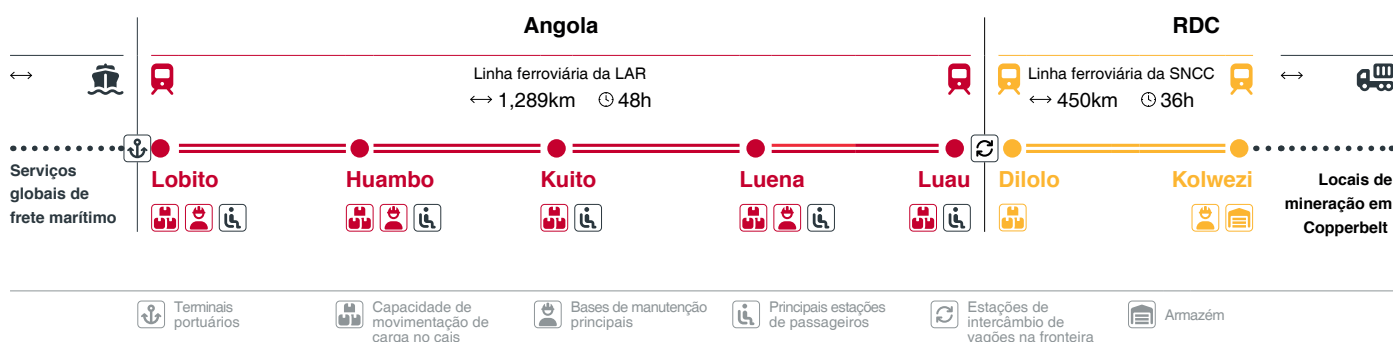 Angola
RDC
Linha ferroviária da LAR
1,289km 48h
Linha ferroviária da SNCC
450km 36h
Serviços
globais de
frete marítimo
Lobito
Huambo
Kuito
Luena
Luau
Dilolo
Kolwezi
Locais de
mineração em
Copperbelt
Terminais
portuários
Capacidade de
movimentação de
carga no cais
Bases de manutenção
principais
Principais estações
de passageiros
Estações de
intercâmbio de
vagões na fronteira
Armazém